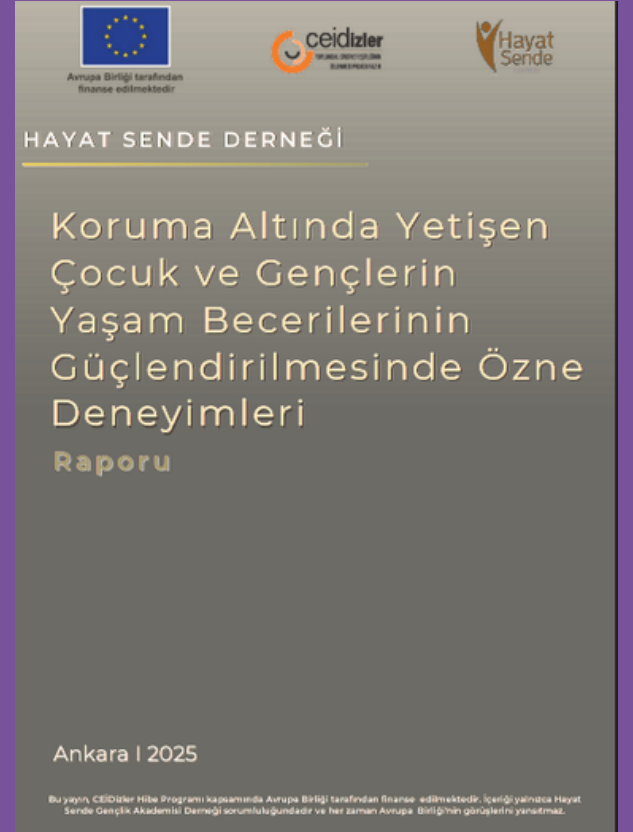 Avrupa Birliği tarafından
finanse edilmektedir
ceidizler
Hayat
Sende
HAYAT SENDE DERNEĞİ
Koruma Altında Yetişen
Çocuk ve Gençlerin
Yaşam Becerilerinin
Güçlendirilmesinde Özne
Deneyimleri
Raporu
Ankara I 2025
Bu yayın, CEİDizler Hibe Programı kapsamında Avrupa Birliği tarafından finanse edilmektedir. İçeriği yalnızca Hayat
Sende Gençlik Akademisi Derneği sorumluluğundadır ve her zaman Avrupa Birliği'nin görüşlerini yansıtmaz.